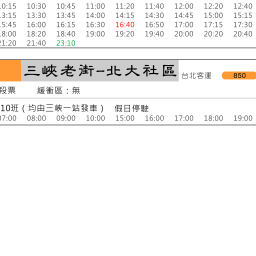 10:15 10:30 10:45 11:00 11:20 11:40 12:00 12:20 12:40
13:15 13:30 13:45 14:00 14:15 14:30 14:45 15:00 15:15
15:45 16:00 16:15 16:30 16:40 16:50 17:00 17:15 17:30
18:00 18:20 18:40 19:00 19:20 19:40 20:00 20:20 20:40
21:20 21:40 23:10
三峽老街-北大社區 台北客運 850
段票 緩衝區：無
10班（均由三峽一站發車） 假日停駛
07:00 08:00 09:00 10:00 15:00 16:00 17:00 18:00 19:00